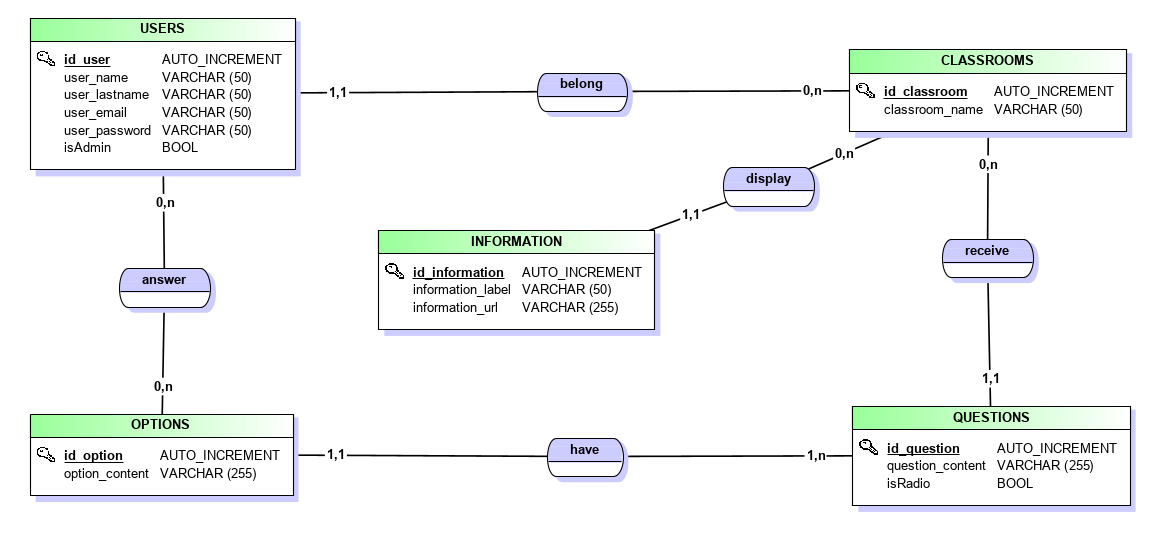 USERS
id_user AUTO_INCREMENT
user_name VARCHAR (50)
user_lastname VARCHAR (50)
user_email VARCHAR (50)
user_password VARCHAR (50)
isAdmin BOOL
1,1
belong
0,n
CLASSROOMS
id_classroom AUTO_INCREMENT
classroom_name VARCHAR (50)
0,n
display
1,1
0,n
receive
1,1
INFORMATION
id_information AUTO_INCREMENT
information_label VARCHAR (50)
information_url VARCHAR (255)
0,n
answer
0,n
OPTIONS
id_option AUTO_INCREMENT
option_content VARCHAR (255)
1,1
have
1,n
QUESTIONS
id_question AUTO_INCREMENT
question_content VARCHAR (255)
isRadio BOOL